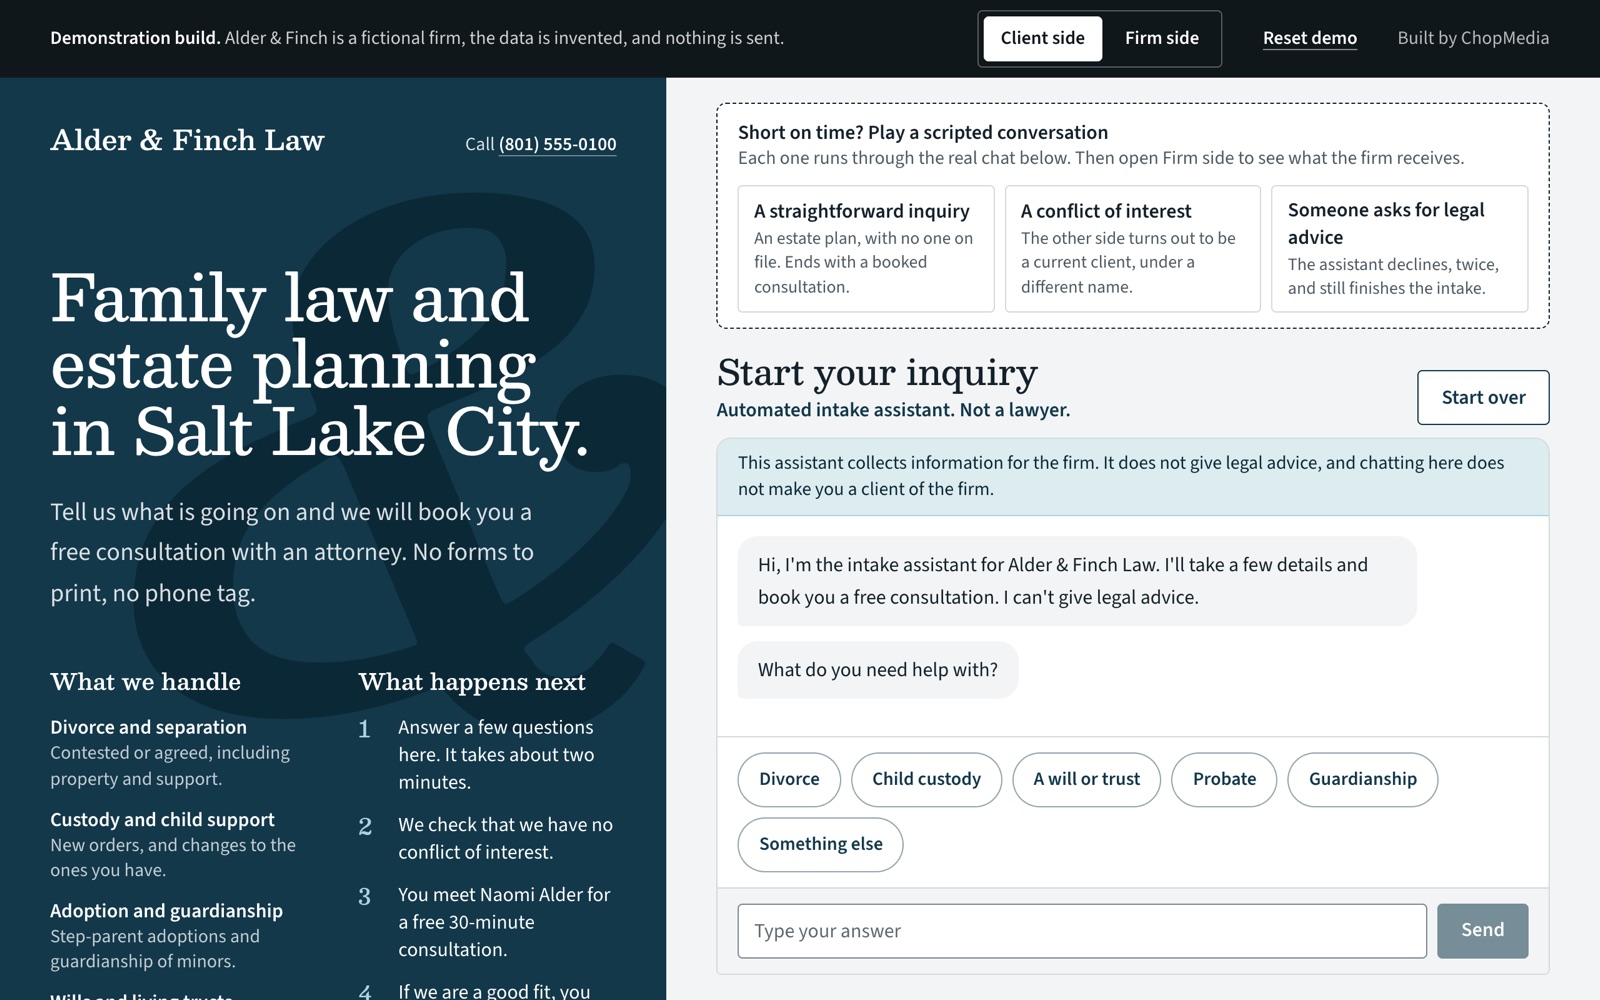 Demonstration build. Alder & Finch is a fictional firm, the data is invented, and nothing is sent.
Client side
Firm side
Reset demo
Built by ChopMedia
Alder & Finch Law
Call (801) 555-0100
&
Family law and
estate planning
in Salt Lake City.
Tell us what is going on and we will book you a
free consultation with an attorney. No forms to
print, no phone tag.
What we handle
Divorce and separation
Contested or agreed, including
property and support.
Custody and child support
New orders, and changes to the
ones you have.
Adoption and guardianship
Step-parent adoptions and
guardianship of minors.
Wills and living trusts
What happens next
1
Answer a few questions
here. It takes about two
minutes.
2
We check that we have no
conflict of interest.
3
You meet Naomi Alder for
a free 30-minute
consultation.
4
If we are a good fit, you
Short on time? Play a scripted conversation
Each one runs through the real chat below. Then open Firm side to see what the firm receives.
A straightforward inquiry
An estate plan, with no one on
file. Ends with a booked
consultation.
A conflict of interest
The other side turns out to be
a current client, under a
different name.
Someone asks for legal
advice
The assistant declines, twice,
and still finishes the intake.
Start your inquiry
Automated intake assistant. Not a lawyer.
Start over
This assistant collects information for the firm. It does not give legal advice, and chatting here does
not make you a client of the firm.
Hi, I'm the intake assistant for Alder & Finch Law. I'll take a few details and
book you a free consultation. I can't give legal advice.
What do you need help with?
Divorce
Child custody
A will or trust
Probate
Guardianship
Something else
Type your answer
Send